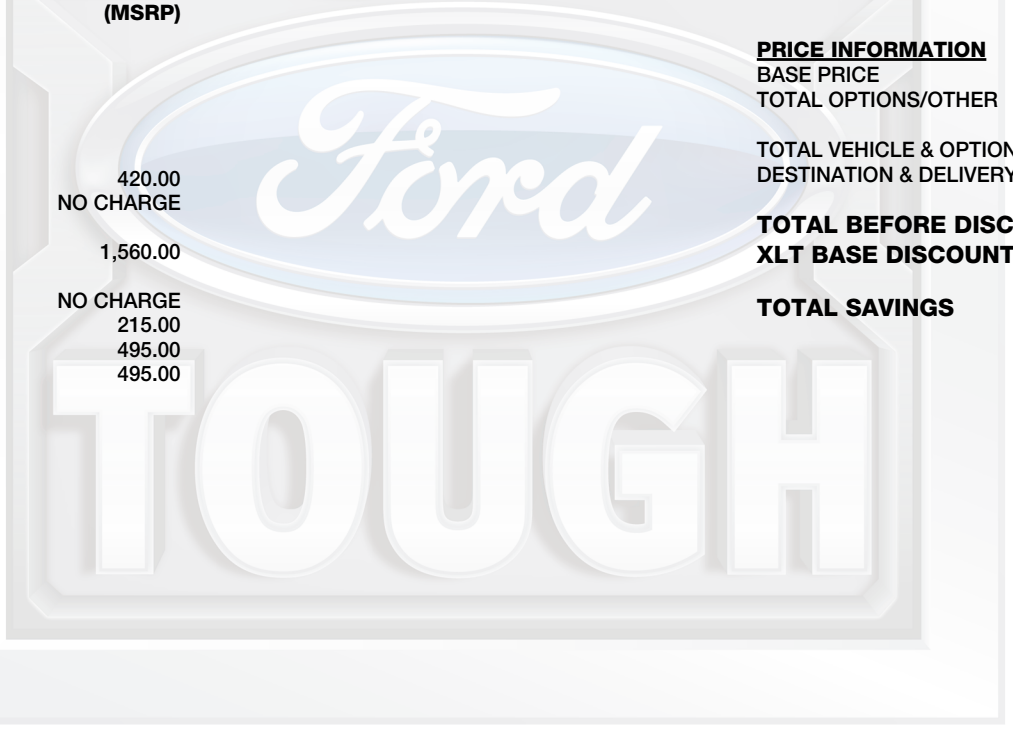 (MSRP)
420.00
NO CHARGE
1,560.00
NO CHARGE
215.00
495.00
495.00
PRICE INFORMATION
BASE PRICE
TOTAL OPTIONS/OTHER
TOTAL VEHICLE & OPTION
DESTINATION & DELIVERY
TOTAL BEFORE DISC
XLT BASE DISCOUNT
TOTAL SAVINGS
Ford
TOUGH